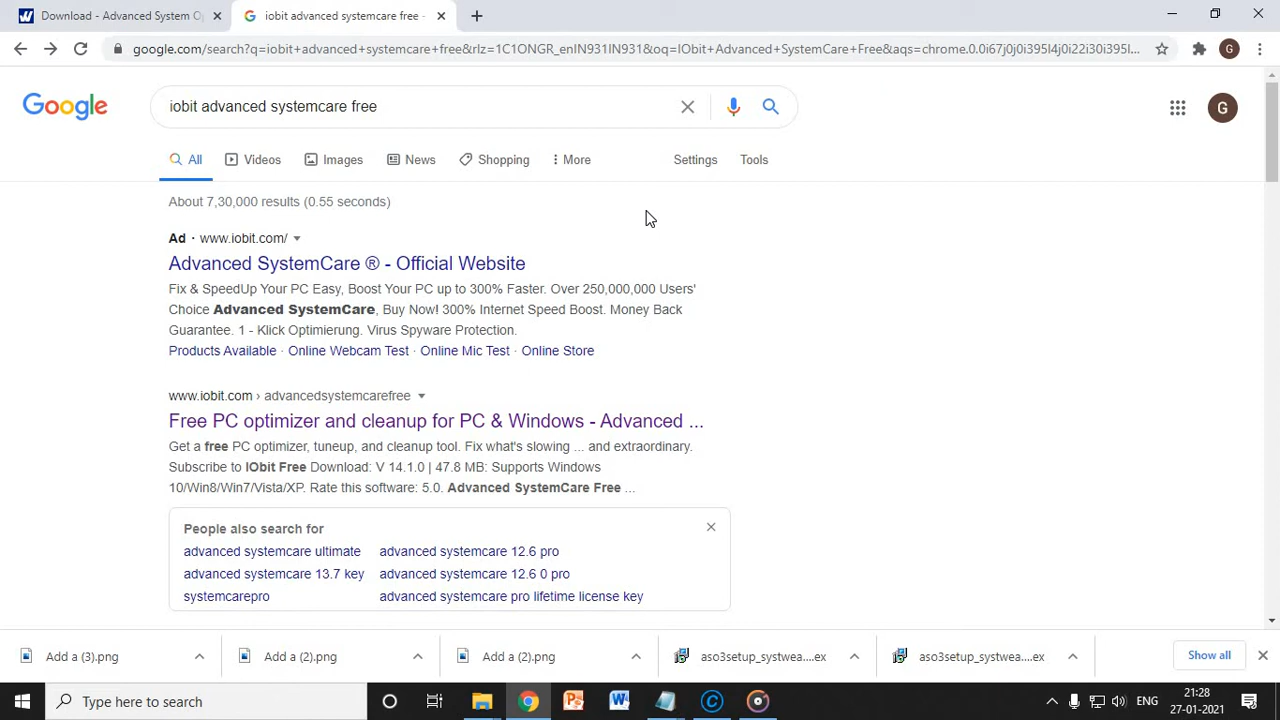 Download - Advanced System Op
iobit advanced systemcare free -
google.com/search?q=iobit+advanced+systemcare+free&rlz=1C1ONGR_enIN931IN931&oq=IObit+Advanced+SystemCare+Free&aqs=chrome.0.0i67j0j0i395l4j0i22i30i395l...
G
Google
iobit advanced systemcare free
G
All
Videos
Images
News
Shopping
More
Settings
Tools
About 7,30,000 results (0.55 seconds)
Ad · www.iobit.com/
Advanced SystemCare ® - Official Website
Fix & SpeedUp Your PC Easy, Boost Your PC up to 300% Faster. Over 250,000,000 Users'
Choice Advanced SystemCare, Buy Now! 300% Internet Speed Boost. Money Back
Guarantee. 1 - Klick Optimierung. Virus Spyware Protection.
Products Available · Online Webcam Test · Online Mic Test · Online Store
www.iobit.com › advancedsystemcarefree
Free PC optimizer and cleanup for PC & Windows - Advanced ...
Get a free PC optimizer, tuneup, and cleanup tool. Fix what's slowing ... and extraordinary.
Subscribe to IObit Free Download: V 14.1.0 | 47.8 MB: Supports Windows
10/Win8/Win7/Vista/XP. Rate this software: 5.0. Advanced SystemCare Free ...
People also search for
advanced systemcare ultimate
advanced systemcare 12.6 pro
advanced systemcare 13.7 key
advanced systemcare 12.6 0 pro
systemcarepro
advanced systemcare pro lifetime license key
Add a (3).png
Add a (2).png
Add a (2).png
aso3setup_systwea....ex
aso3setup_systwea....ex
Show all
Type here to search
ENG
21:28
27-01-2021